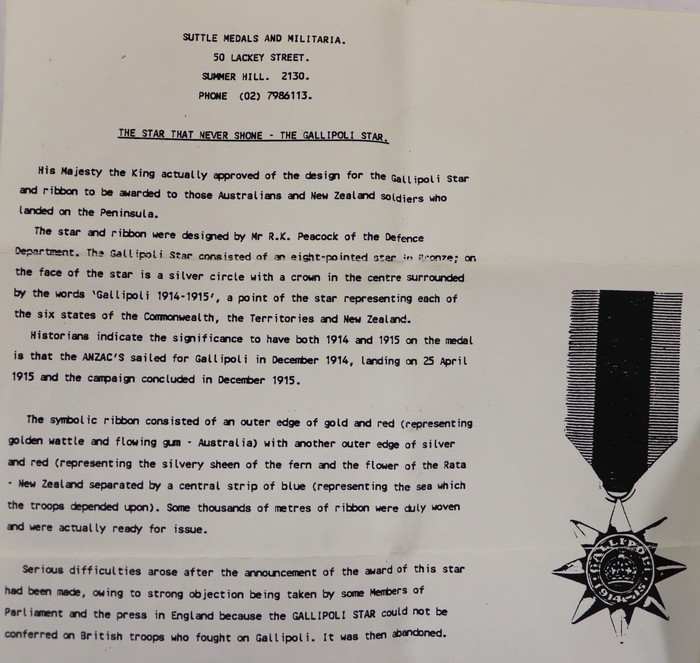 SUTTLE MEDALS AND MILITARIA.
50 LACKEY STREET.
SUMMER HILL. 2130.
PHONE (02) 7986113.
THE STAR THAT NEVER SHONE - THE GALLIPOLI STAR.
His Majesty the King actually approved of the design for the Gallipoli Star
and ribbon to be awarded to those Australians and New Zealand soldiers who
landed on the Peninsula.
The star and ribbon were designed by Mr R.K. Peacock of the Defence
Department. The Gallipoli Star consisted of an eight-pointed star in Bronze; on
the face of the star is a silver circle with a crown in the centre surrounded
by the words 'Gallipoli 1914-1915', a point of the star representing each of
the six states of the Commonwealth, the Territories and New Zealand.
Historians indicate the significance to have both 1914 and 1915 on the medal
is that the ANZAC'S sailed for Gallipoli in December 1914, landing on 25 April
1915 and the campaign concluded in December 1915.
The symbolic ribbon consisted of an outer edge of gold and red (representing
golden wattle and flowing gum - Australia) with another outer edge of silver
and red (representing the silvery sheen of the fern and the flower of the Rata
- New Zealand separated by a central strip of blue (representing the sea which
the troops depended upon). Some thousands of metres of ribbon were duly woven
and were actually ready for issue.
Serious difficulties arose after the announcement of the award of this star
had been made, owing to strong objection being taken by some Members of
Parliament and the press in England because the GALLIPOLI STAR could not be
conferred on British troops who fought on Gallipoli. It was then abandoned.
GALLIPOLI
1914-15